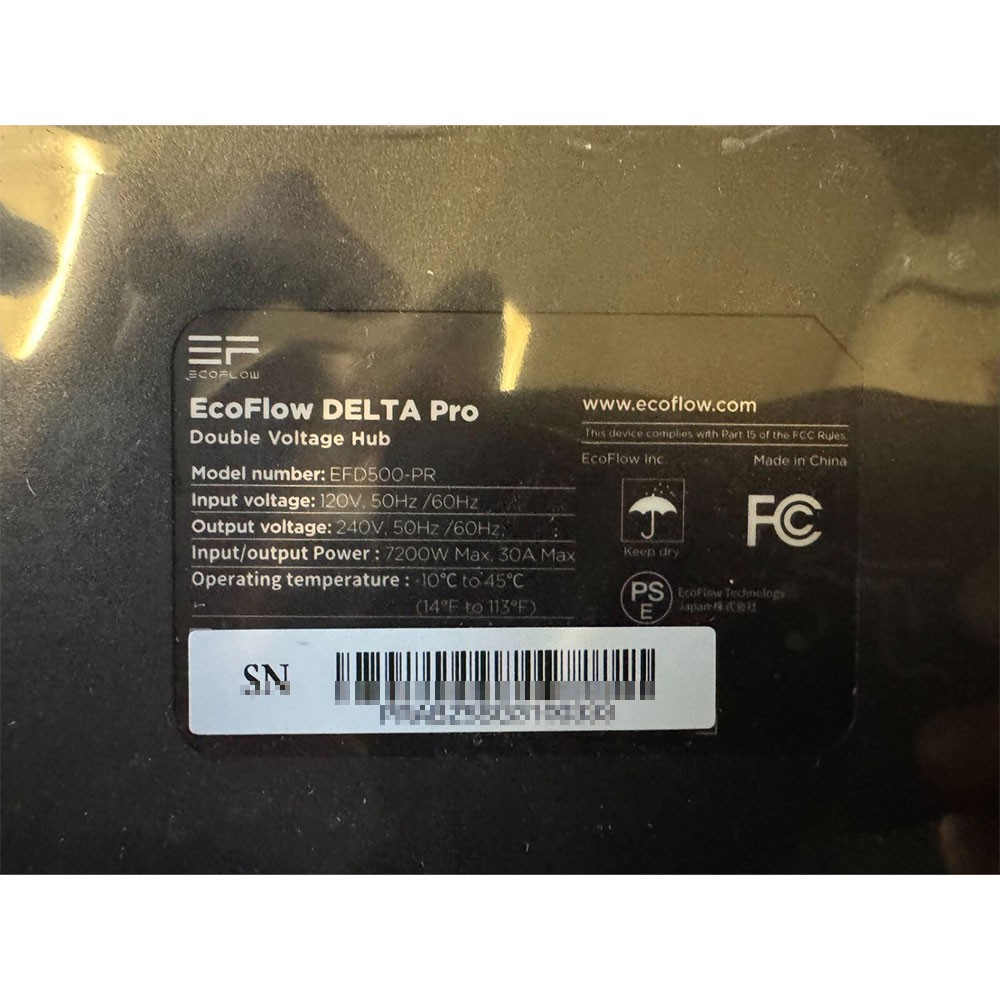 EF
ECOFLOW
EcoFlow DELTA Pro
Double Voltage Hub
Model number: EFD500-PR
Input voltage: 120V, 50Hz /60Hz
Output voltage: 240V, 50Hz /60Hz
Input/output Power : 7200W Max, 30A Max
Operating temperature : -10°C to 45°C
(14°F to 113°F)
www.ecoflow.com
This device complies with Part 15 of the FCC Rules.
EcoFlow Inc.
Made in China
Keep dry
FC
PS
E
EcoFlow Technology
Japan株式会社
SN